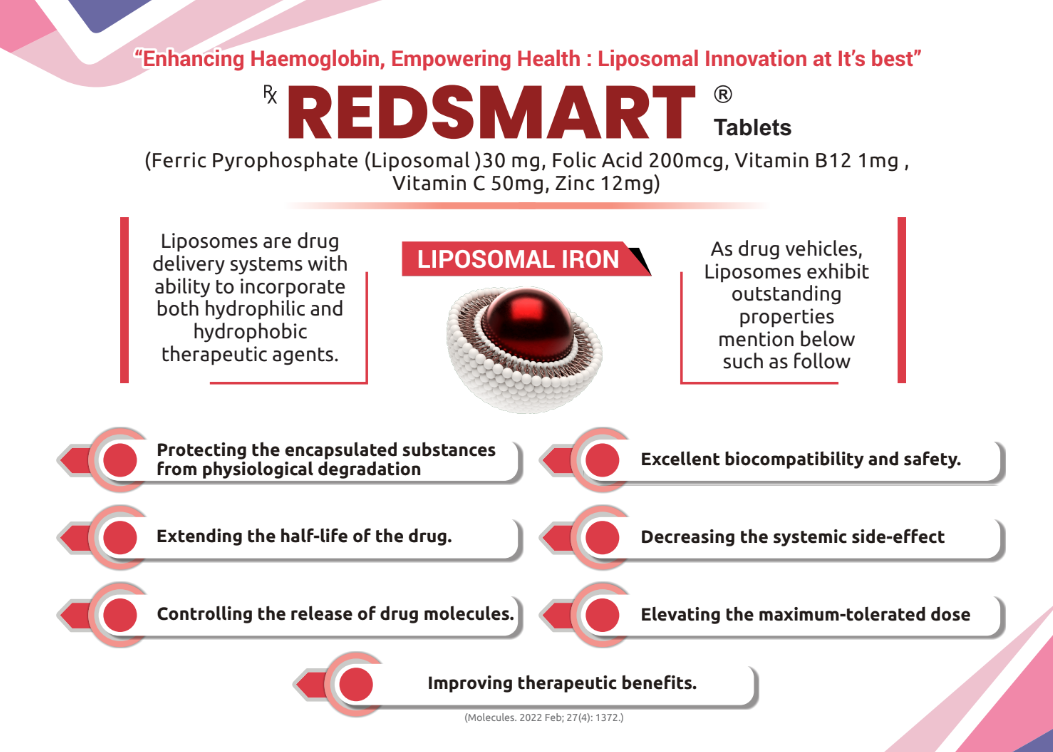 “Enhancing Haemoglobin, Empowering Health : Liposomal Innovation at It’s best”
℞ REDSMART ® Tablets
(Ferric Pyrophosphate (Liposomal )30 mg, Folic Acid 200mcg, Vitamin B12 1mg ,
Vitamin C 50mg, Zinc 12mg)
Liposomes are drug
delivery systems with
ability to incorporate
both hydrophilic and
hydrophobic
therapeutic agents.
LIPOSOMAL IRON
As drug vehicles,
Liposomes exhibit
outstanding
properties
mention below
such as follow
Protecting the encapsulated substances
from physiological degradation
Excellent biocompatibility and safety.
Extending the half-life of the drug.
Decreasing the systemic side-effect
Controlling the release of drug molecules.
Elevating the maximum-tolerated dose
Improving therapeutic benefits.
(Molecules. 2022 Feb; 27(4): 1372.)